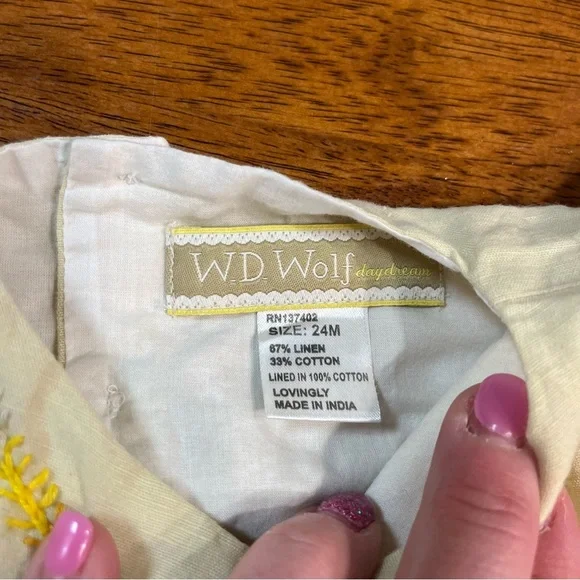 W.D. Wolf daydream
RN137402
SIZE: 24M
67% LINEN
33% COTTON
LINED IN 100% COTTON
LOVINGLY
MADE IN INDIA